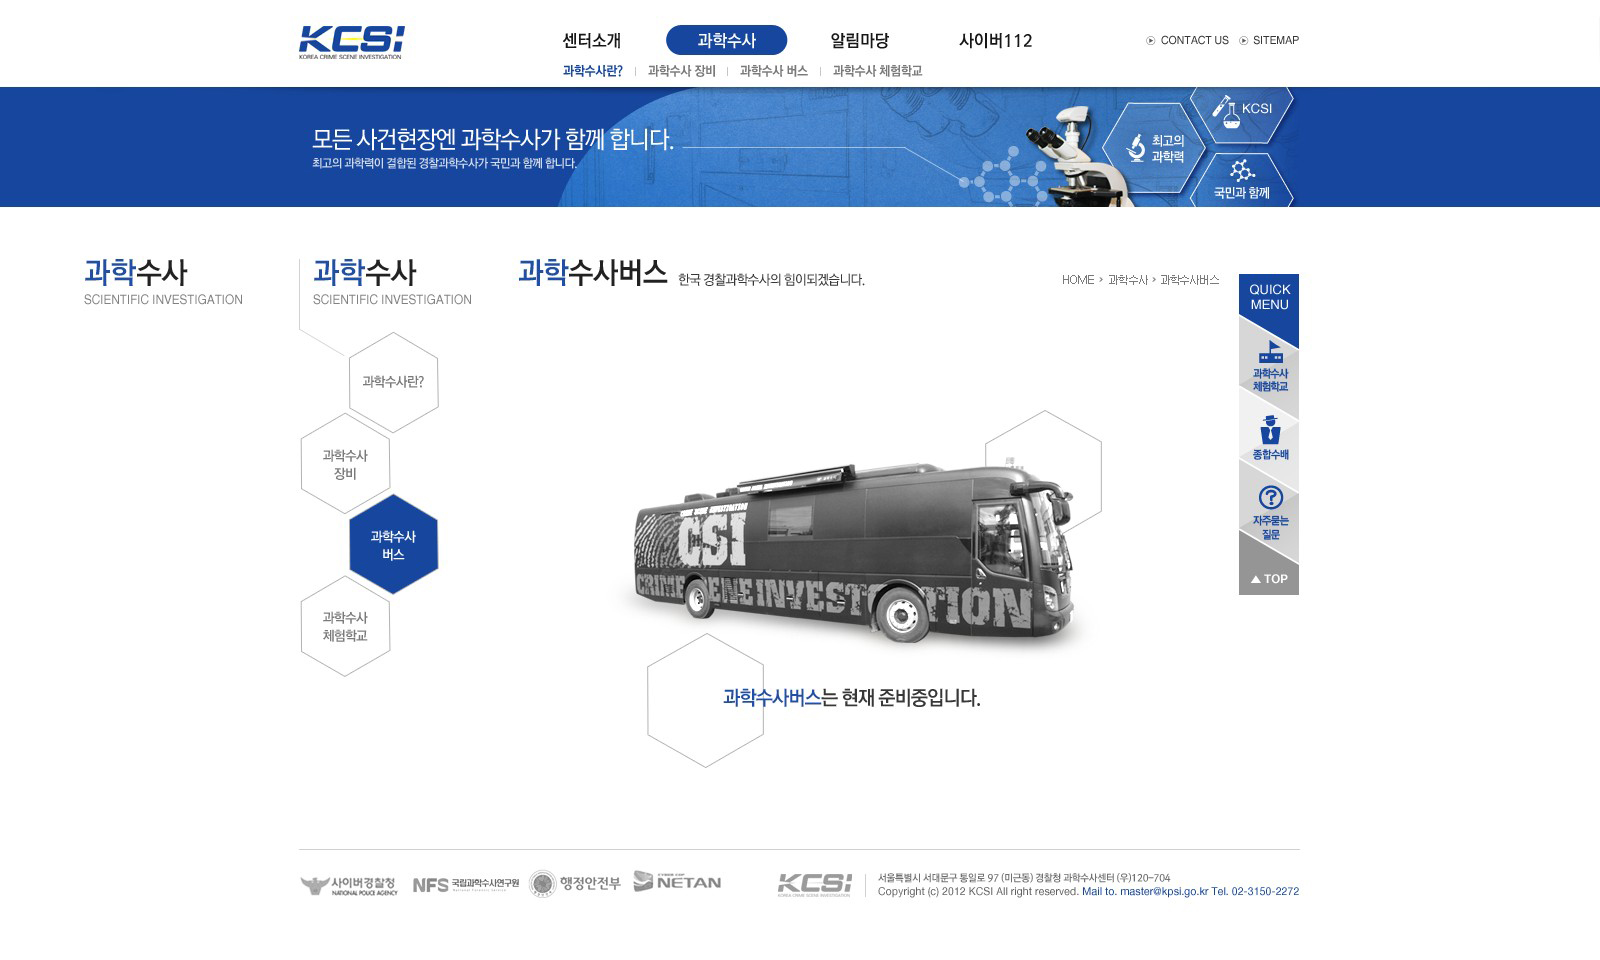 KCSI
KOREA CRIME SCENE INVESTIGATION
센터소개
과학수사
알림마당
사이버112
CONTACT US
SITEMAP
과학수사란?
과학수사 장비
과학수사 버스
과학수사 체험학교
모든 사건현장엔 과학수사가 함께 합니다.
최고의 과학력이 결합된 경찰과학수사가 국민과 함께 합니다.
최고의
과학력
KCSI
국민과 함께
과학수사
SCIENTIFIC INVESTIGATION
과학수사
SCIENTIFIC INVESTIGATION
과학수사란?
과학수사
장비
과학수사
버스
과학수사
체험학교
과학수사버스 한국 경찰과학수사의 힘이되겠습니다.
HOME > 과학수사 > 과학수사버스
CRIME SCENE INVESTIGATION
CSI
CRIME SCENE INVESTIGATION
과학수사버스는 현재 준비중입니다.
QUICK
MENU
과학수사
체험학교
종합수배
자주묻는
질문
TOP
사이버경찰청
NATIONAL POLICE AGENCY
NFS 국립과학수사연구원
행정안전부
NETAN
KCSI
KOREA CRIME SCENE INVESTIGATION
서울특별시 서대문구 통일로 97 (미근동) 경찰청 과학수사센터 (우)120-704
Copyright (c) 2012 KCSI All right reserved. Mail to. master@kpsi.go.kr Tel. 02-3150-2272